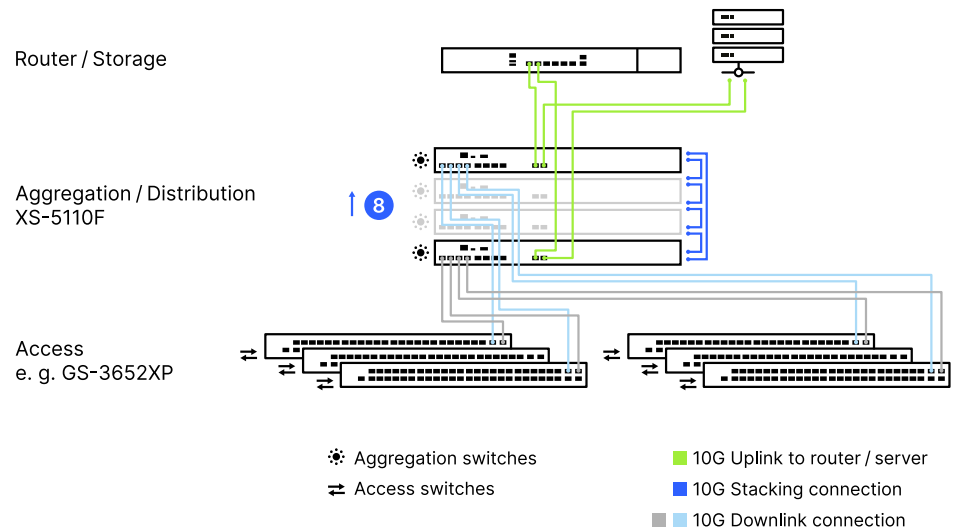 Router / Storage
Aggregation / Distribution
XS-5110F
8
Access
e. g. GS-3652XP
Aggregation switches
Access switches
10G Uplink to router / server
10G Stacking connection
10G Downlink connection